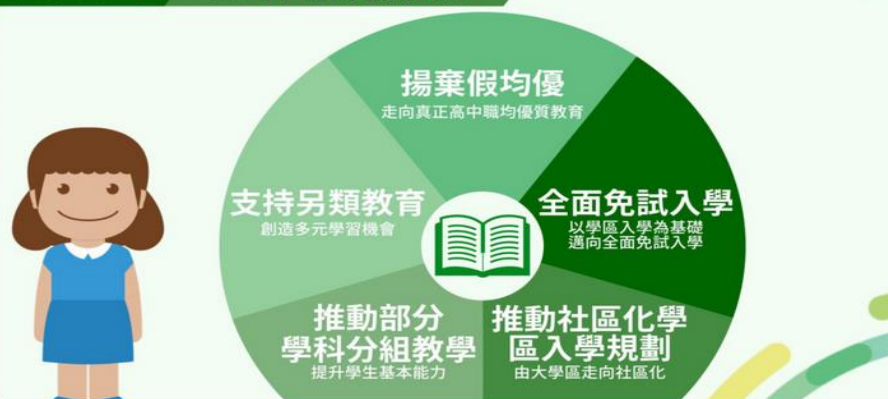 揚棄假均優
走向真正高中職均優質教育
支持另類教育
創造多元學習機會
全面免試入學
以學區入學為基礎
邁向全面免試入學
推動部分
學科分組教學
提升學生基本能力
推動社區化學
區入學規劃
由大學區走向社區化